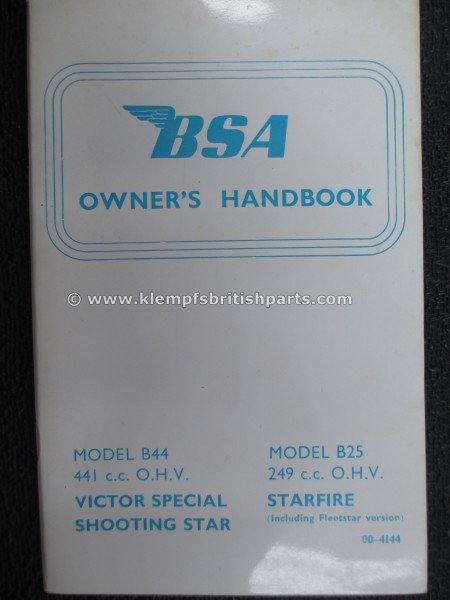 BSA
OWNER'S HANDBOOK
© www.klempfsbritishparts.com
MODEL B44
441 c.c. O.H.V.
VICTOR SPECIAL
SHOOTING STAR
MODEL B25
249 c.c. O.H.V.
STARFIRE
(Including Fleetstar version)
00-4144